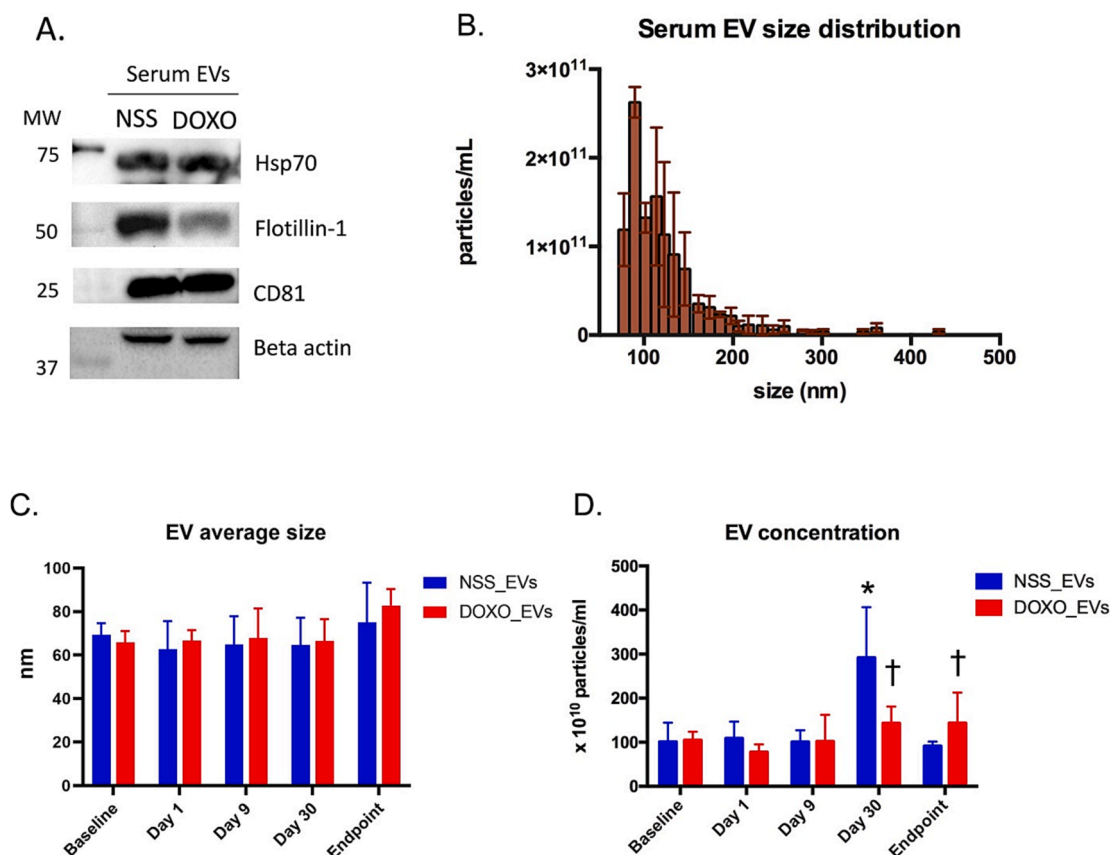 A.
Serum EVs
MW
NSS DOXO
75
Hsp70
50
Flotillin-1
25
CD81
37
Beta actin
B.
Serum EV size distribution
particles/mL
3×10¹¹
2×10¹¹
1×10¹¹
0
100 200 300 400 500
size (nm)
C.
EV average size
nm
100
80
60
40
20
0
Baseline
Day 1
Day 9
Day 30
Endpoint
NSS_EVs
DOXO_EVs
D.
EV concentration
x 10¹⁰ particles/ml
500
400
300
200
100
0
*
†
†
Baseline
Day 1
Day 9
Day 30
Endpoint
NSS_EVs
DOXO_EVs